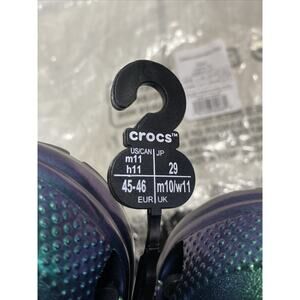 crocs™
US/CAN JP
m11
h11 29
45-46 m10/w11
EUR UK